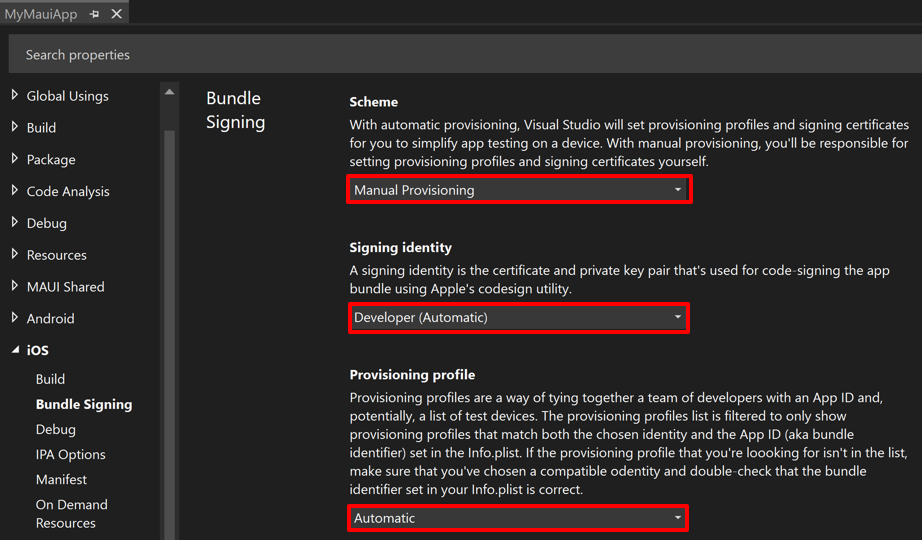 MyMauiApp
Search properties
Global Usings
Build
Package
Code Analysis
Debug
Resources
MAUI Shared
Android
iOS
Build
Bundle Signing
Debug
IPA Options
Manifest
On Demand
Resources
Bundle
Signing
Scheme
With automatic provisioning, Visual Studio will set provisioning profiles and signing certificates
for you to simplify app testing on a device. With manual provisioning, you'll be responsible for
setting provisioning profiles and signing certificates yourself.
Manual Provisioning
Signing identity
A signing identity is the certificate and private key pair that's used for code-signing the app
bundle using Apple's codesign utility.
Developer (Automatic)
Provisioning profile
Provisioning profiles are a way of tying together a team of developers with an App ID and,
potentially, a list of test devices. The provisioning profiles list is filtered to only show
provisioning profiles that match both the chosen identity and the App ID (aka bundle
identifier) set in the Info.plist. If the provisioning profile that you're loooking for isn't in the list,
make sure that you've chosen a compatible odentity and double-check that the bundle
identifier set in your Info.plist is correct.
Automatic